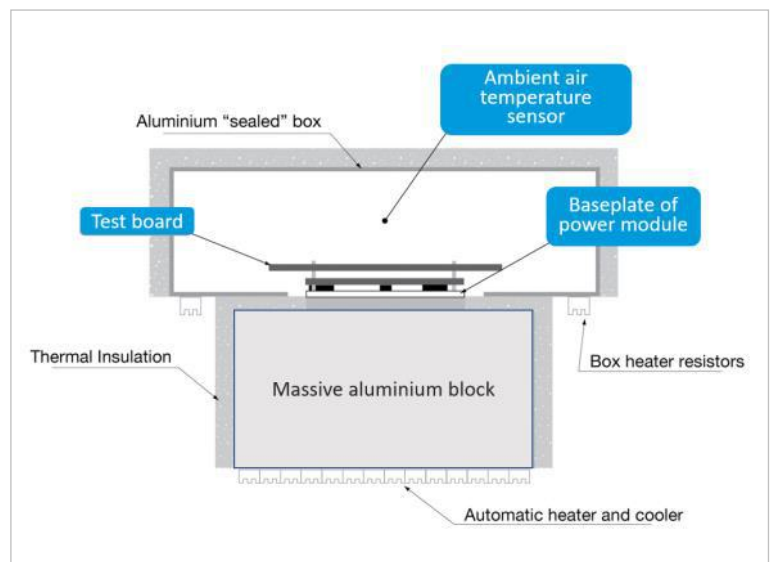 Ambient air
temperature
sensor
Aluminium “sealed” box
Test board
Baseplate of
power module
Thermal Insulation
Box heater resistors
Massive aluminium block
Automatic heater and cooler